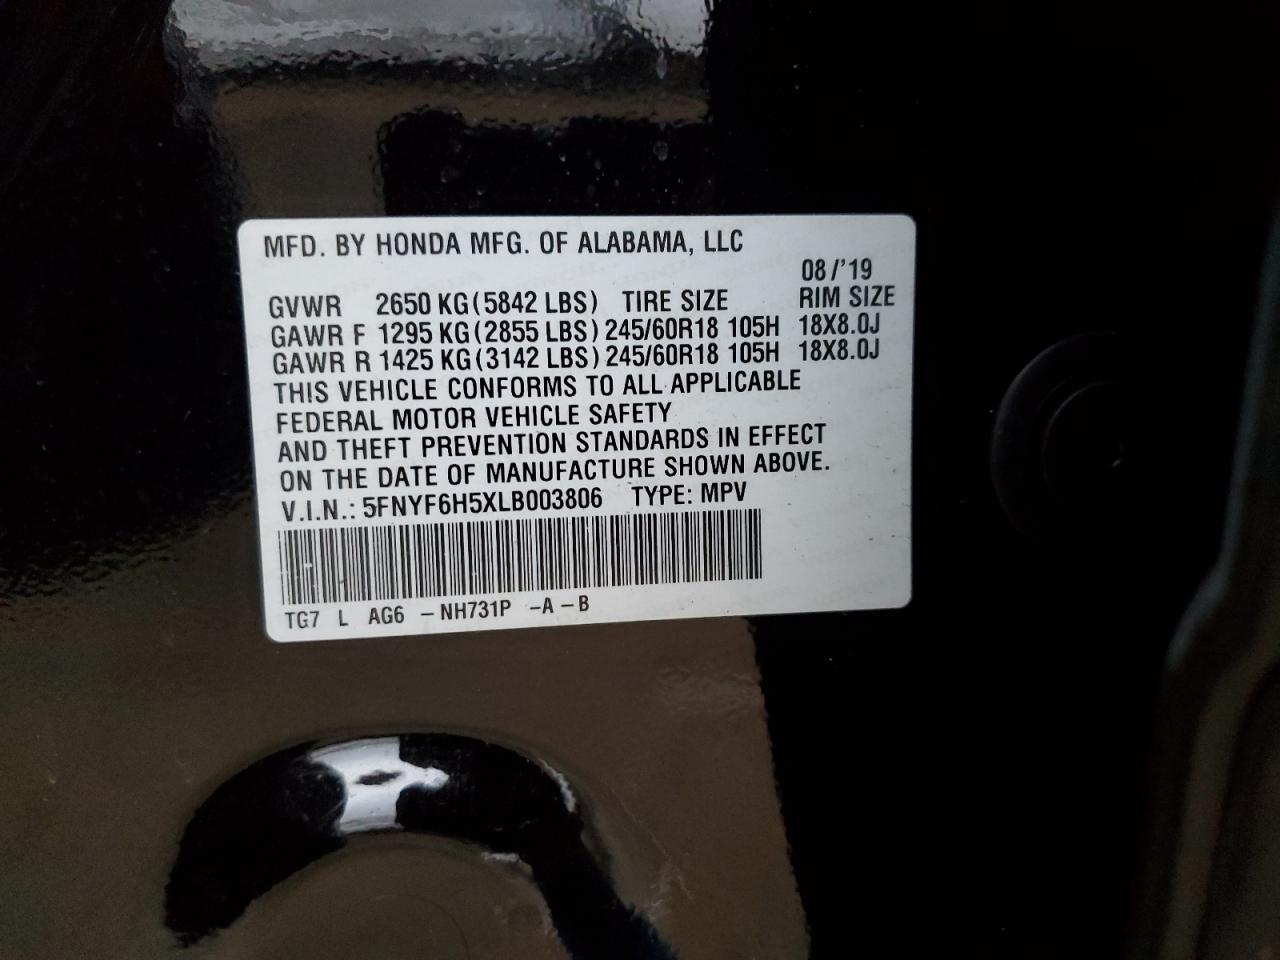 MFD. BY HONDA MFG. OF ALABAMA, LLC
08/'19
GVWR 2650 KG(5842 LBS) TIRE SIZE RIM SIZE
GAWR F 1295 KG(2855 LBS) 245/60R18 105H 18X8.0J
GAWR R 1425 KG(3142 LBS) 245/60R18 105H 18X8.0J
THIS VEHICLE CONFORMS TO ALL APPLICABLE
FEDERAL MOTOR VEHICLE SAFETY
AND THEFT PREVENTION STANDARDS IN EFFECT
ON THE DATE OF MANUFACTURE SHOWN ABOVE.
V.I.N.: 5FNYF6H5XLB003806 TYPE: MPV
TG7 L AG6 – NH731P –A – B